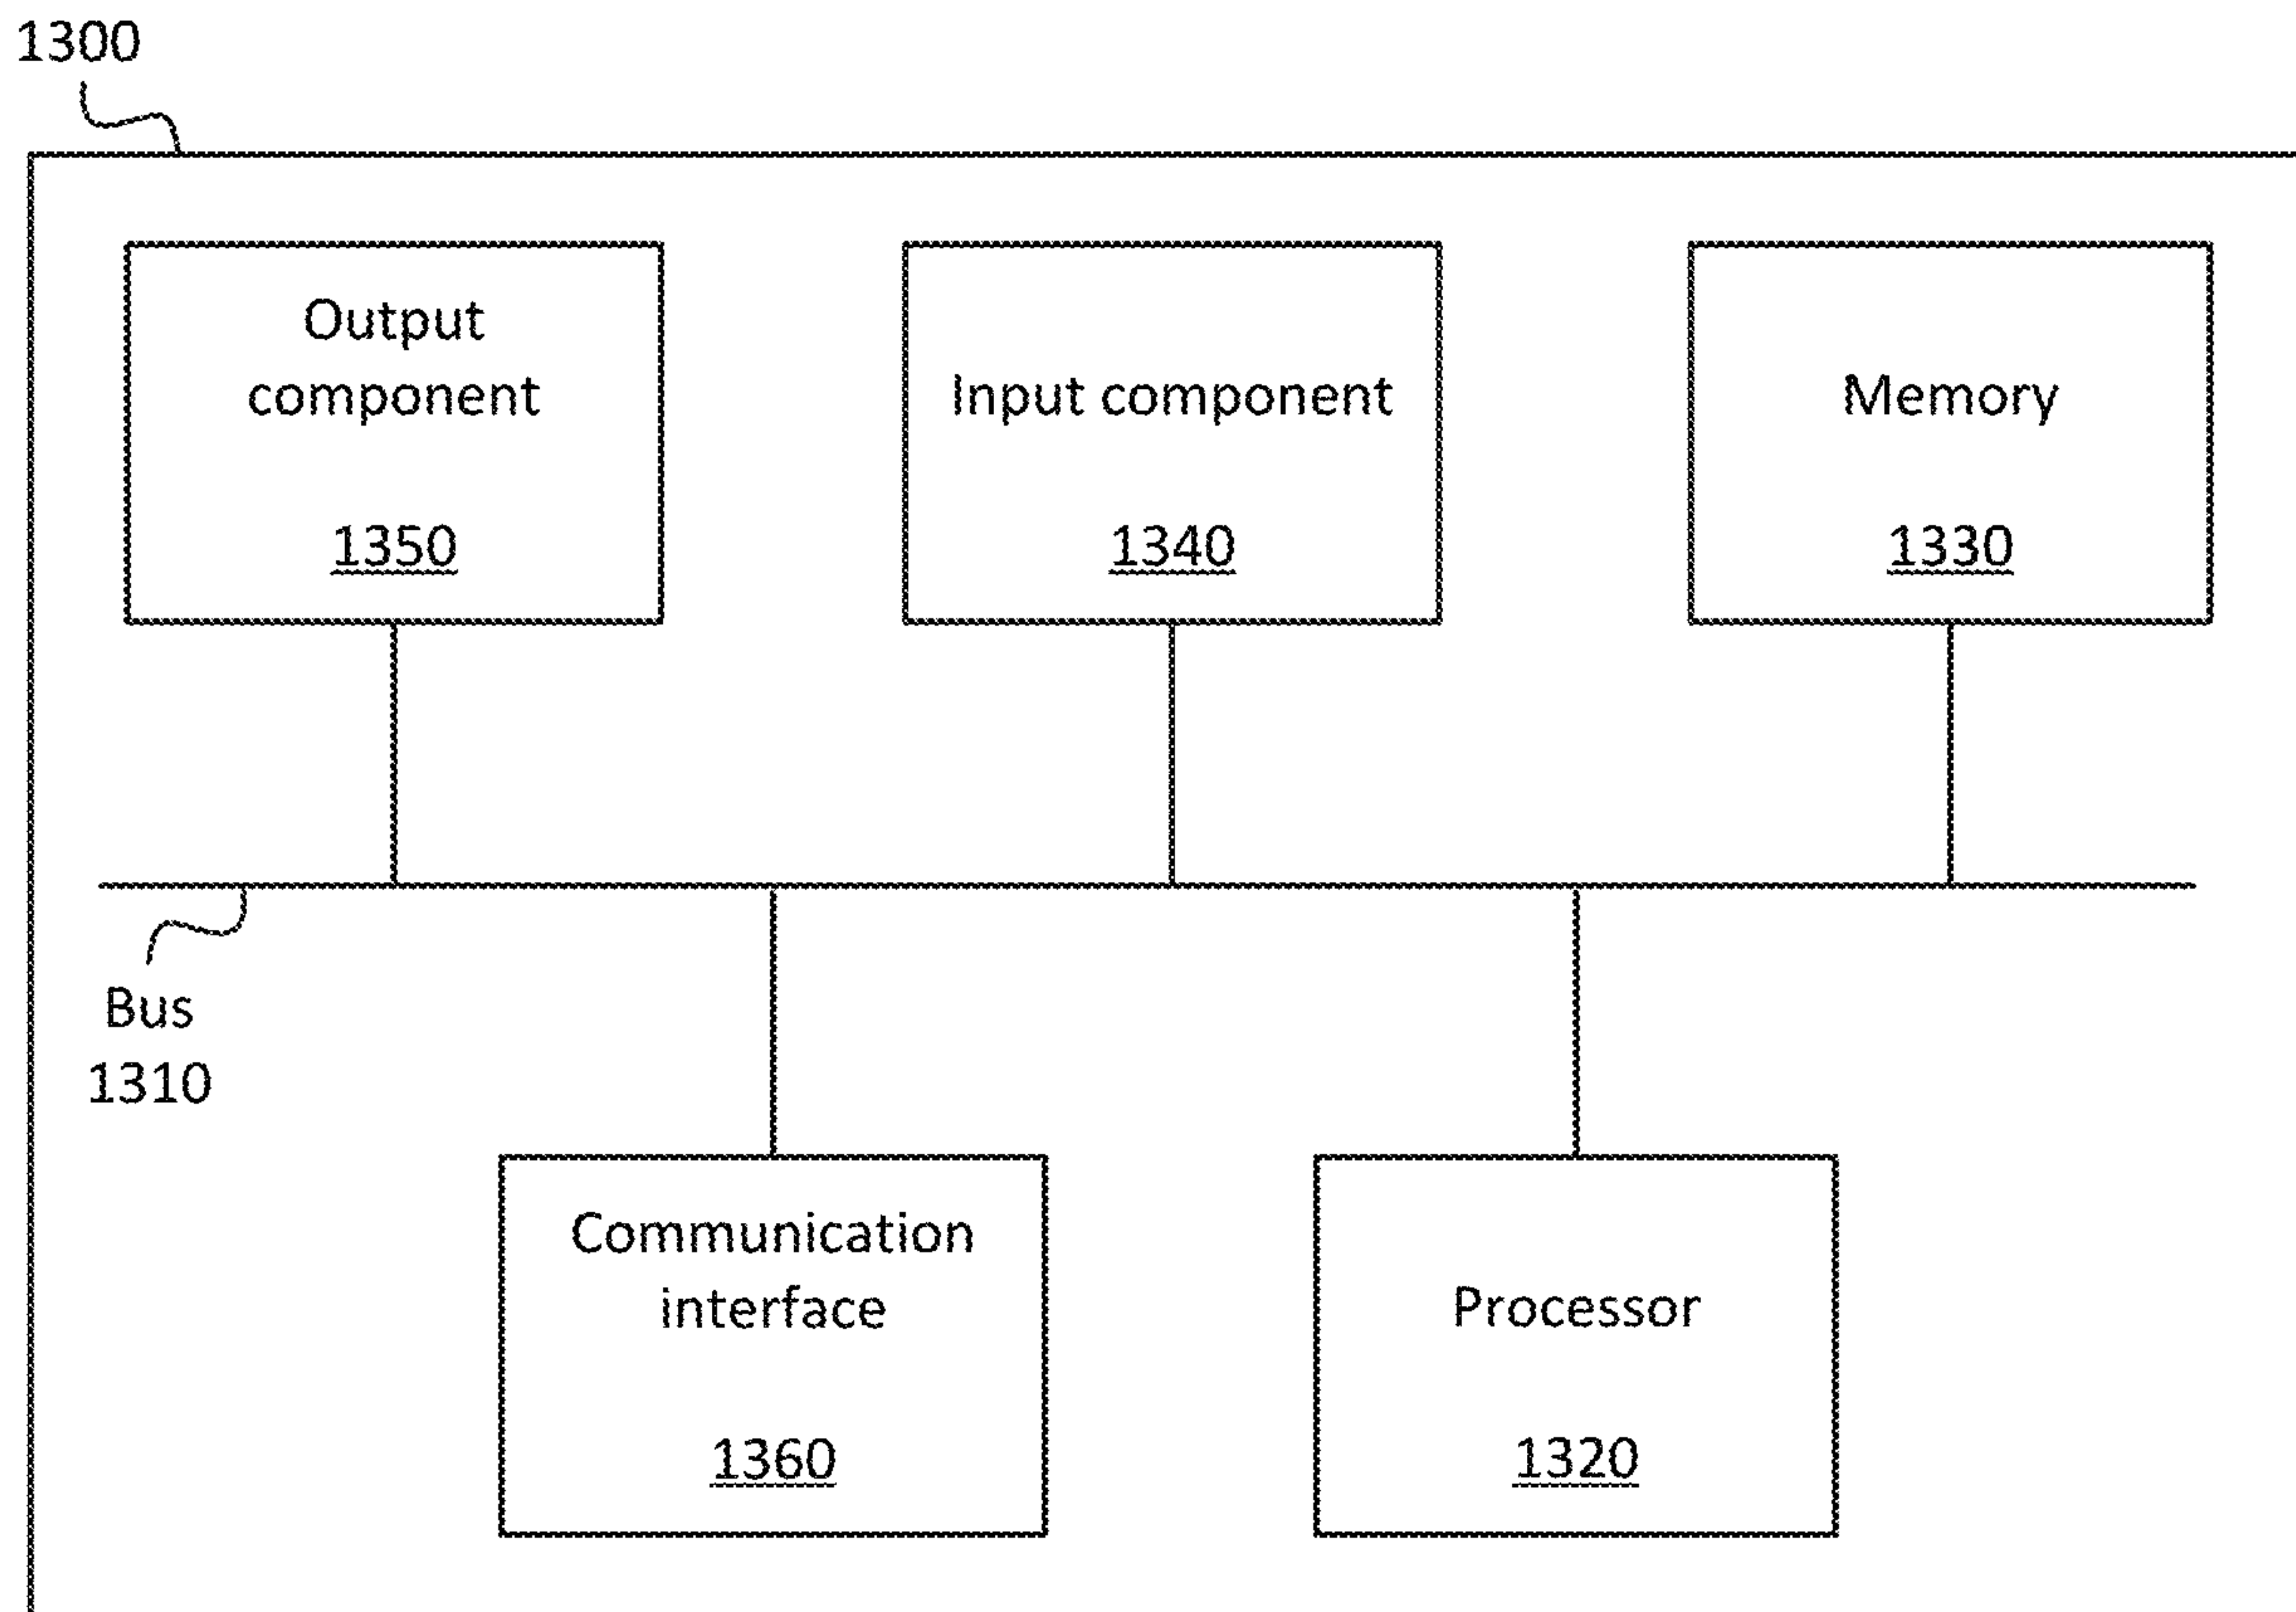 1300
Output
component
1350
Input component
1340
Memory
1330
Bus
1310
Communication
interface
1360
Processor
1320